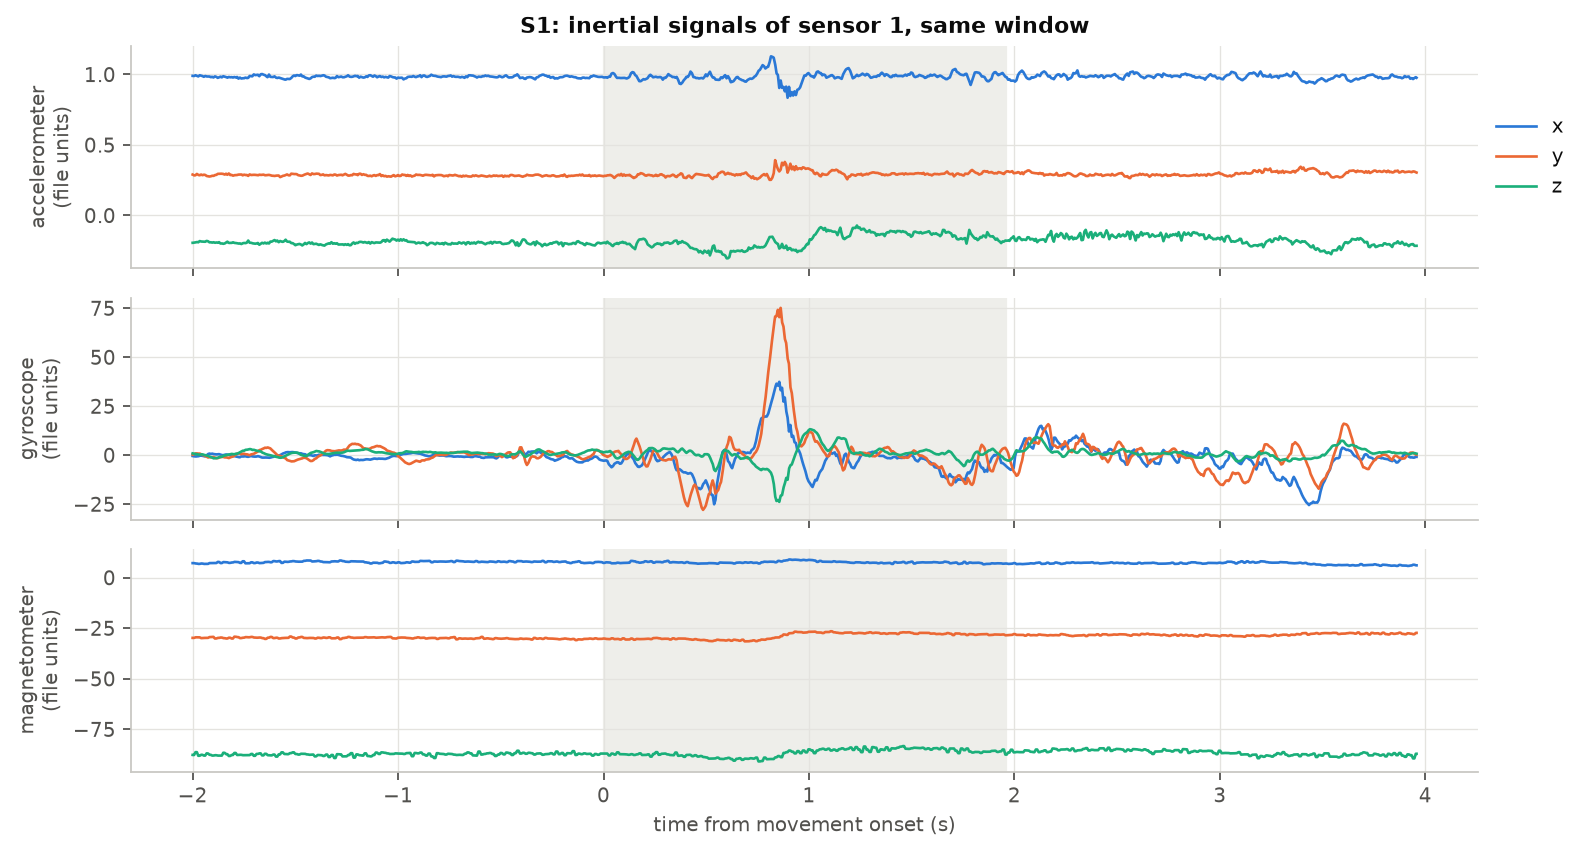 S1: inertial signals of sensor 1, same window
accelerometer
(file units)
1.0
0.5
0.0
x
y
z
gyroscope
(file units)
75
50
25
0
−25
magnetometer
(file units)
0
−25
−50
−75
−2
−1
0
1
2
3
4
time from movement onset (s)